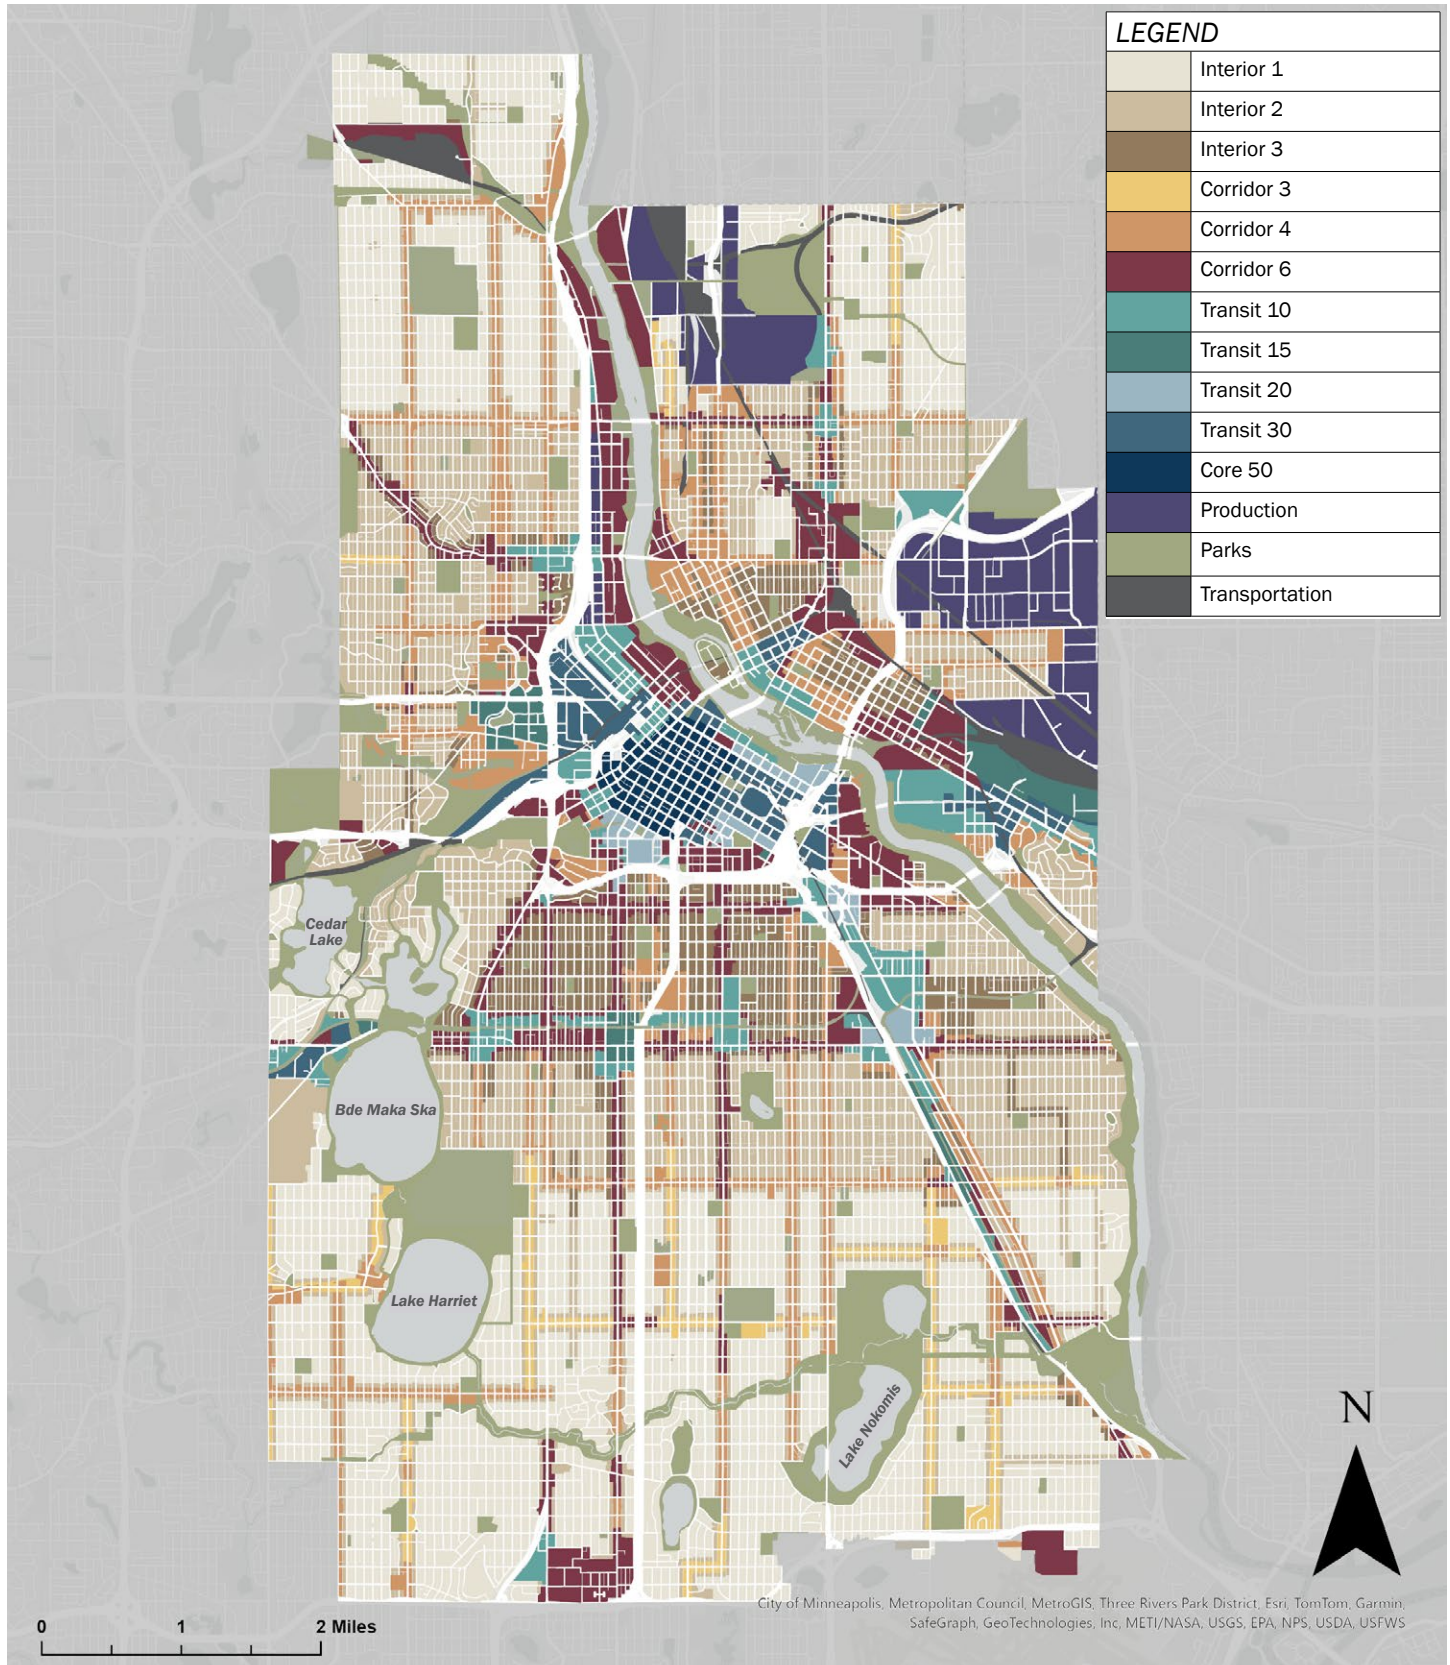 LEGEND
Interior 1
Interior 2
Interior 3
Corridor 3
Corridor 4
Corridor 6
Transit 10
Transit 15
Transit 20
Transit 30
Core 50
Production
Parks
Transportation
Cedar
Lake
Bde Maka Ska
Lake Harriet
Lake Nokomis
N
City of Minneapolis, Metropolitan Council, MetroGIS, Three Rivers Park District, Esri, TomTom, Garmin,
SafeGraph, GeoTechnologies, Inc, METI/NASA, USGS, EPA, NPS, USDA, USFWS
0 1 2 Miles